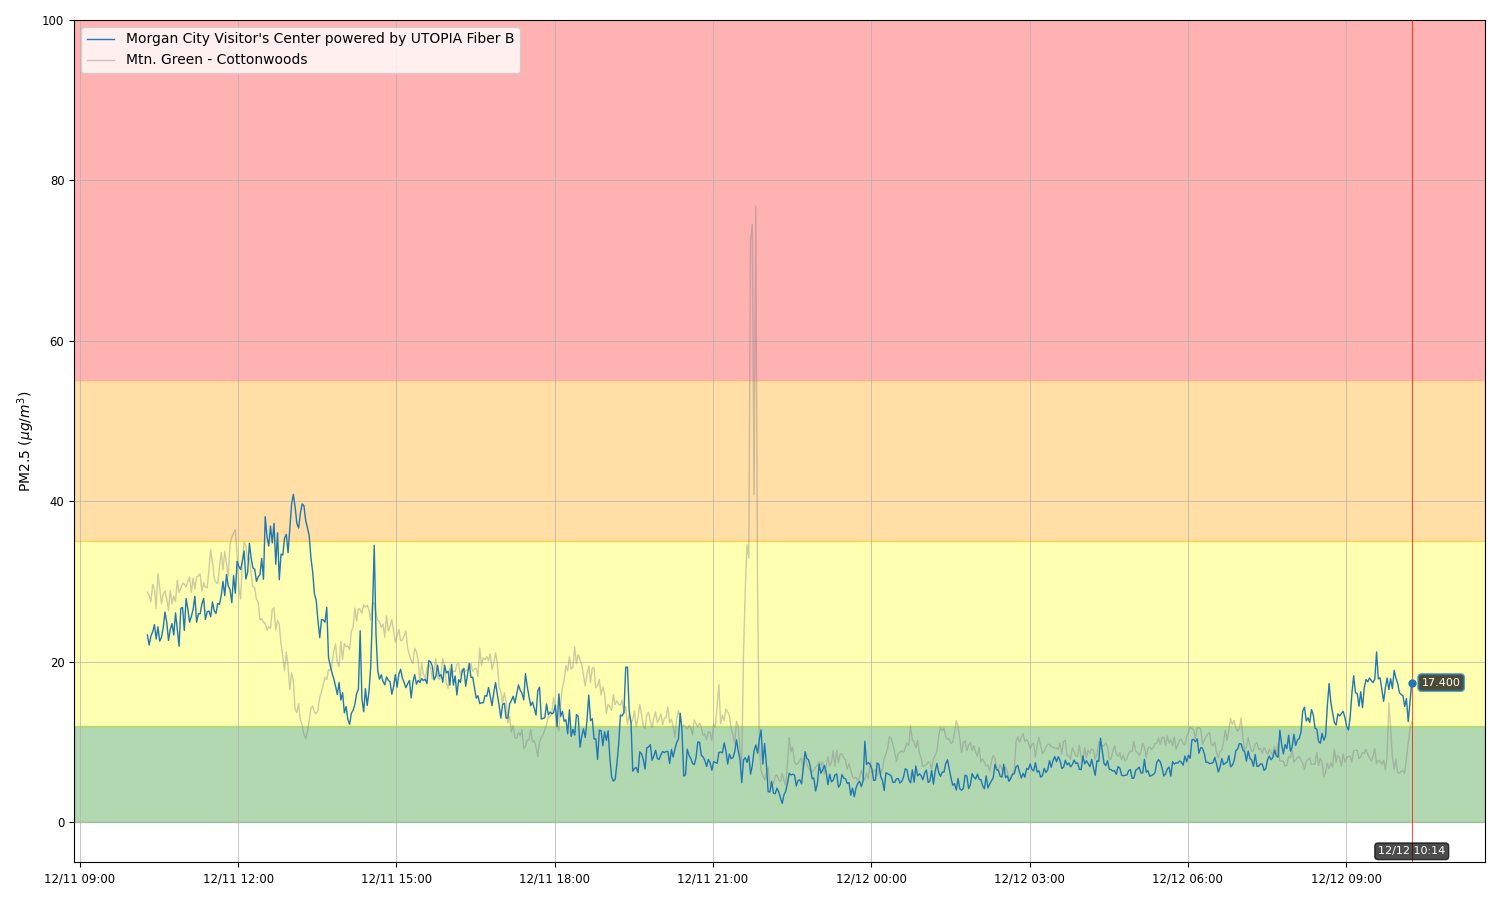 100
Morgan City Visitor's Center powered by UTOPIA Fiber B
Mtn. Green - Cottonwoods
80
60
PM2.5 (μg/m³)
40
20
17.400
0
12/12 10:14
12/11 09:00 12/11 12:00 12/11 15:00 12/11 18:00 12/11 21:00 12/12 00:00 12/12 03:00 12/12 06:00 12/12 09:00